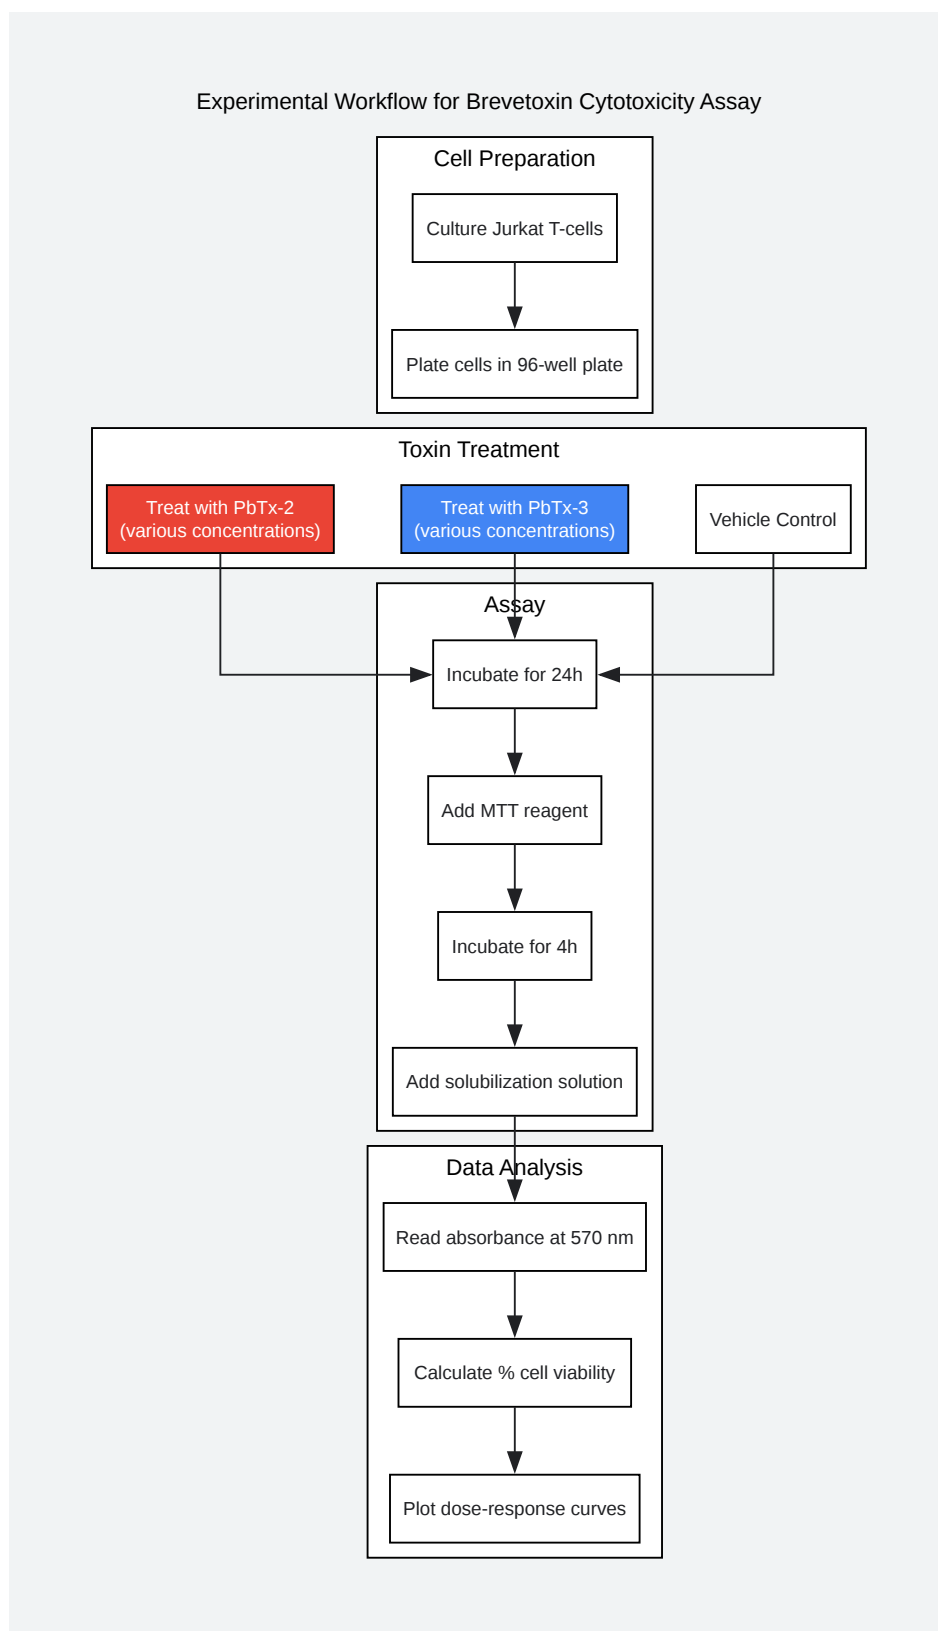 Experimental Workflow for Brevetoxin Cytotoxicity Assay
Cell Preparation
Culture Jurkat T-cells
Plate cells in 96-well plate
Toxin Treatment
Treat with PbTx-2
(various concentrations)
Treat with PbTx-3
(various concentrations)
Vehicle Control
Assay
Incubate for 24h
Add MTT reagent
Incubate for 4h
Add solubilization solution
Data Analysis
Read absorbance at 570 nm
Calculate % cell viability
Plot dose-response curves